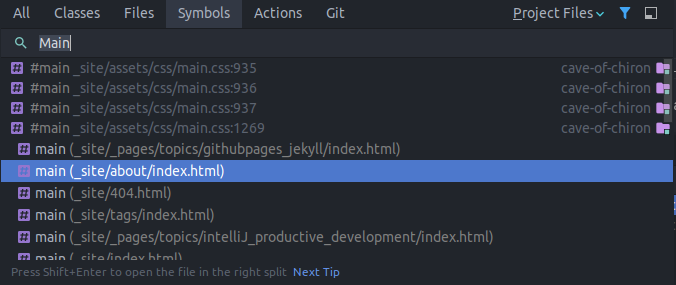 All Classes Files Symbols Actions Git Project Files
Main
#main _site/assets/css/main.css:935 cave-of-chiron
#main _site/assets/css/main.css:936 cave-of-chiron
#main _site/assets/css/main.css:937 cave-of-chiron
#main _site/assets/css/main.css:1269 cave-of-chiron
main (_site/_pages/topics/githubpages_jekyll/index.html)
main (_site/about/index.html)
main (_site/404.html)
main (_site/tags/index.html)
main (_site/_pages/topics/intelliJ_productive_development/index.html)
main (_site/index.html)
Press Shift+Enter to open the file in the right split Next Tip